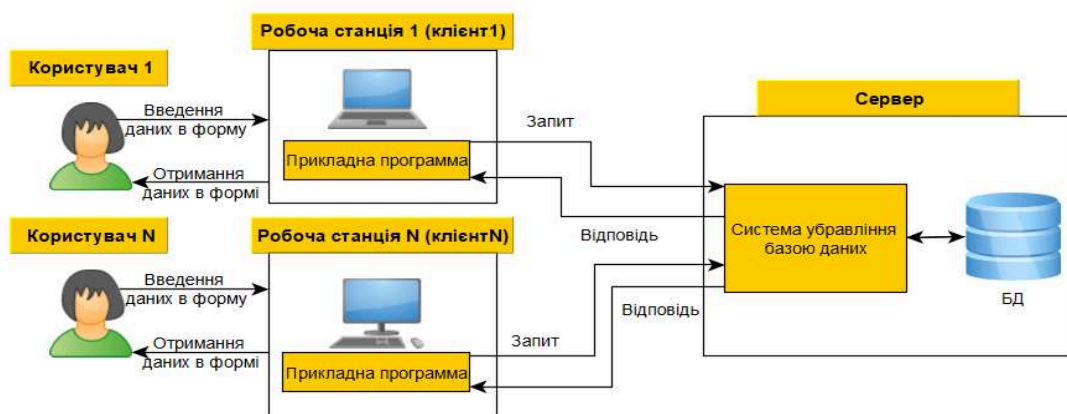 Робоча станція 1 (клієнт1)
Користувач 1
Введення
даних в форму
Прикладна программа
Отримання
даних в формі
Запит
Відповідь
Сервер
Система убравління
базою даних
БД
Користувач N
Робоча станція N (клієнтN)
Введення
даних в форму
Отримання
даних в формі
Прикладна программа
Запит
Відповідь